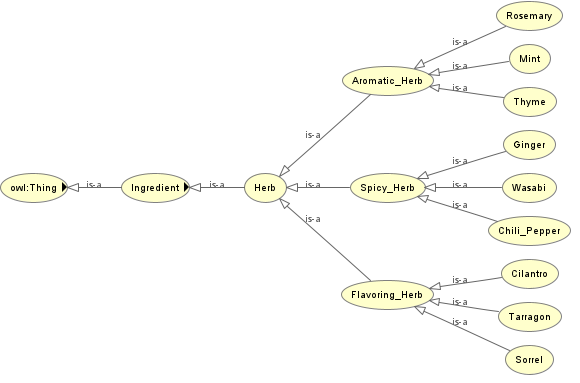 Rosemary
is-a
Mint
is-a
Aromatic_Herb
is-a
Thyme
is-a
Ginger
is-a
owl:Thing
is-a
Ingredient
is-a
Herb
is-a
Spicy_Herb
is-a
Wasabi
is-a
Chili_Pepper
is-a
Cilantro
is-a
Flavoring_Herb
is-a
Tarragon
is-a
Sorrel
is-a